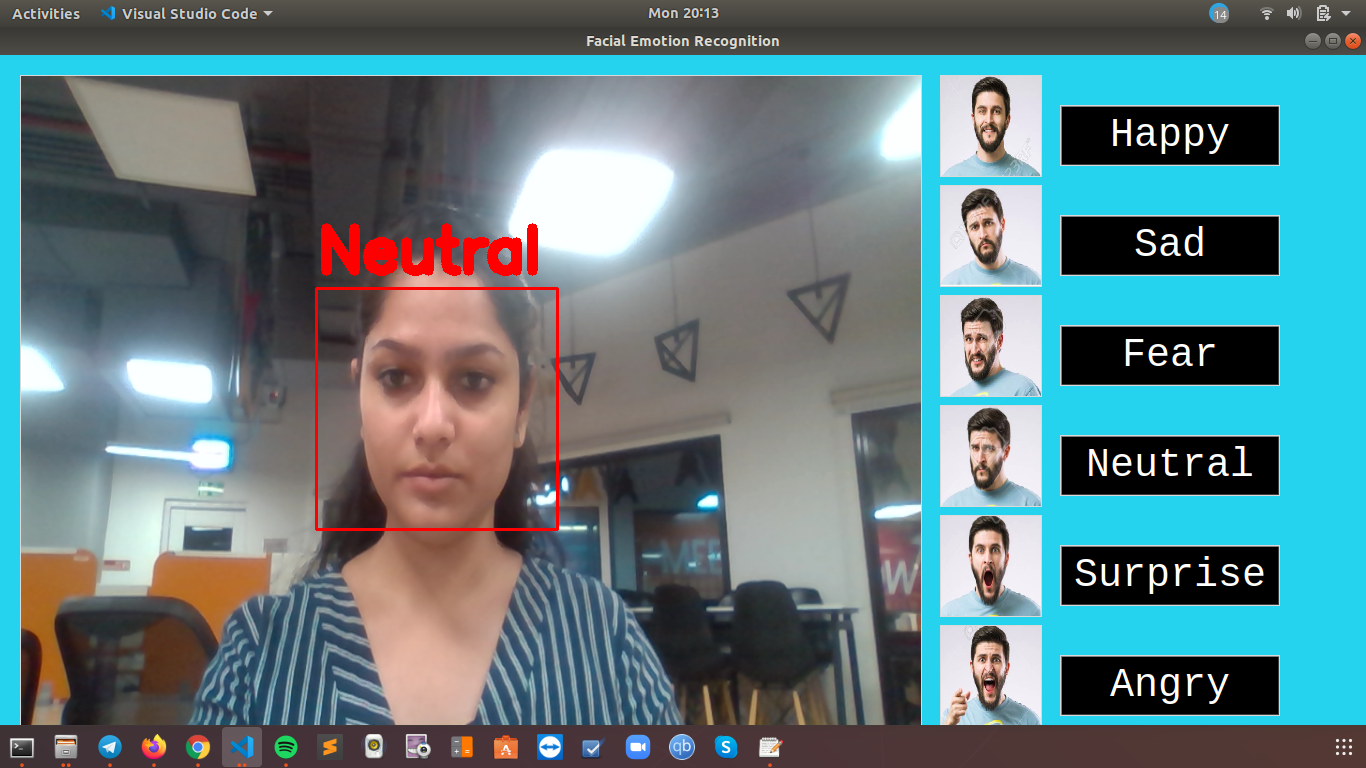 Activities
Visual Studio Code
Mon 20:13
14
Facial Emotion Recognition
Neutral
Happy
Sad
Fear
Neutral
Surprise
Angry
qb